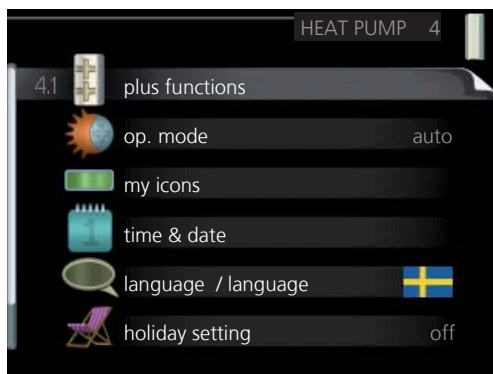 HEAT PUMP 4
4.1 plus functions
op. mode auto
my icons
time & date
language / language
holiday setting off